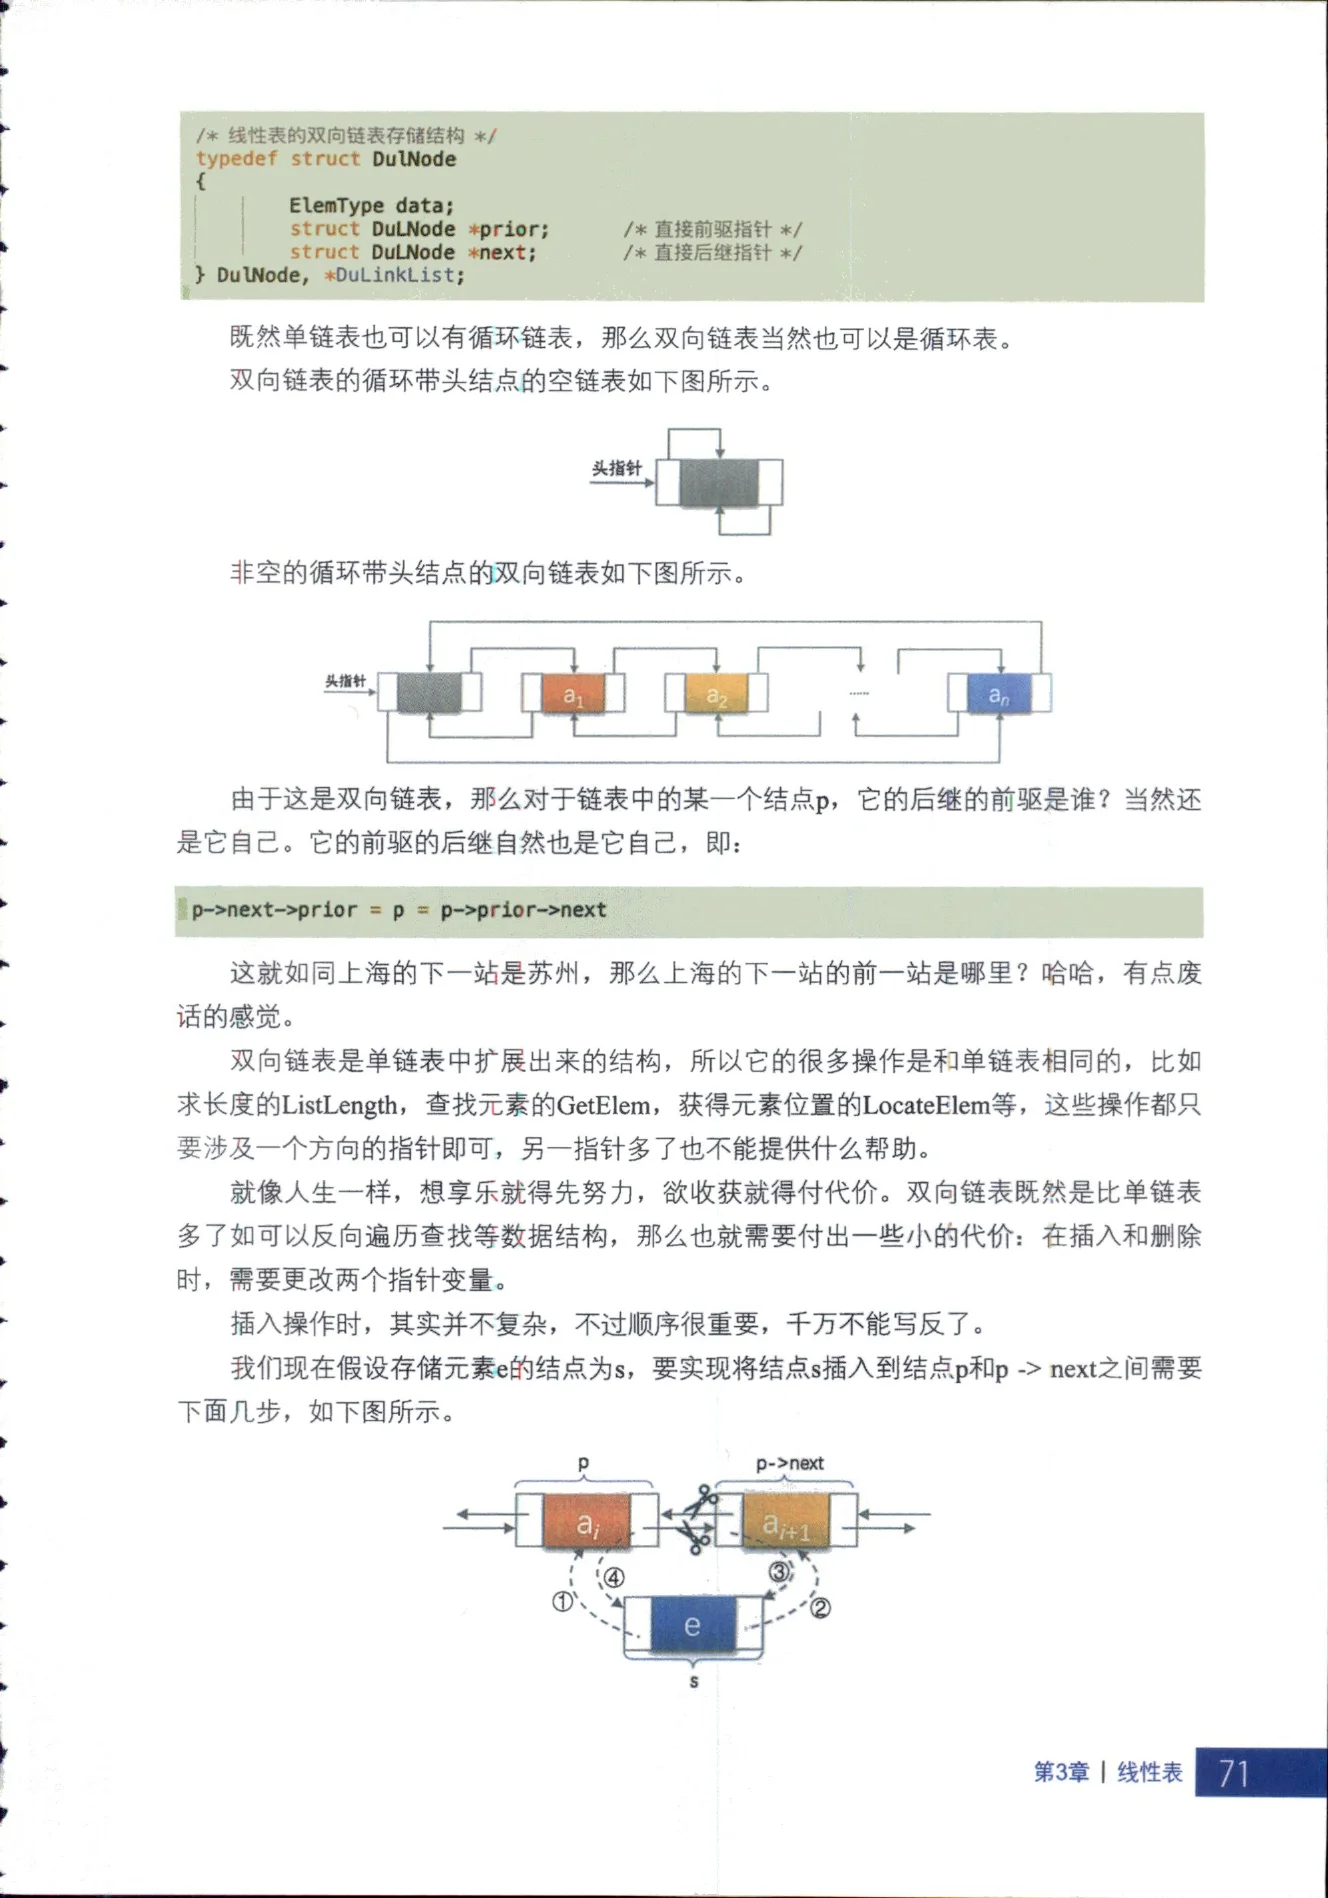 /* 线性表的双向链表存储结构 */
typedef struct DulNode
{
ElemType data;
struct DuLNode *prior; /* 直接前驱指针 */
struct DuLNode *next; /* 直接后继指针 */
} DulNode, *DuLinkList;
既然单链表也可以有循环链表，那么双向链表当然也可以是循环表。
双向链表的循环带头结点的空链表如下图所示。
头指针
非空的循环带头结点的双向链表如下图所示。
头指针 a1 a2 ...... an
由于这是双向链表，那么对于链表中的某一个结点p，它的后继的前驱是谁？当然还
是它自己。它的前驱的后继自然也是它自己，即：
p->next->prior = p = p->prior->next
这就如同上海的下一站是苏州，那么上海的下一站的前一站是哪里？哈哈，有点废
话的感觉。
双向链表是单链表中扩展出来的结构，所以它的很多操作是和单链表相同的，比如
求长度的ListLength，查找元素的GetElem，获得元素位置的LocateElem等，这些操作都只
要涉及一个方向的指针即可，另一指针多了也不能提供什么帮助。
就像人生一样，想享乐就得先努力，欲收获就得付代价。双向链表既然是比单链表
多了如可以反向遍历查找等数据结构，那么也就需要付出一些小的代价：在插入和删除
时，需要更改两个指针变量。
插入操作时，其实并不复杂，不过顺序很重要，千万不能写反了。
我们现在假设存储元素e的结点为s，要实现将结点s插入到结点p和p -> next之间需要
下面几步，如下图所示。
p p->next
ai ai+1
④ ③
① ②
e
s
第3章 | 线性表 71